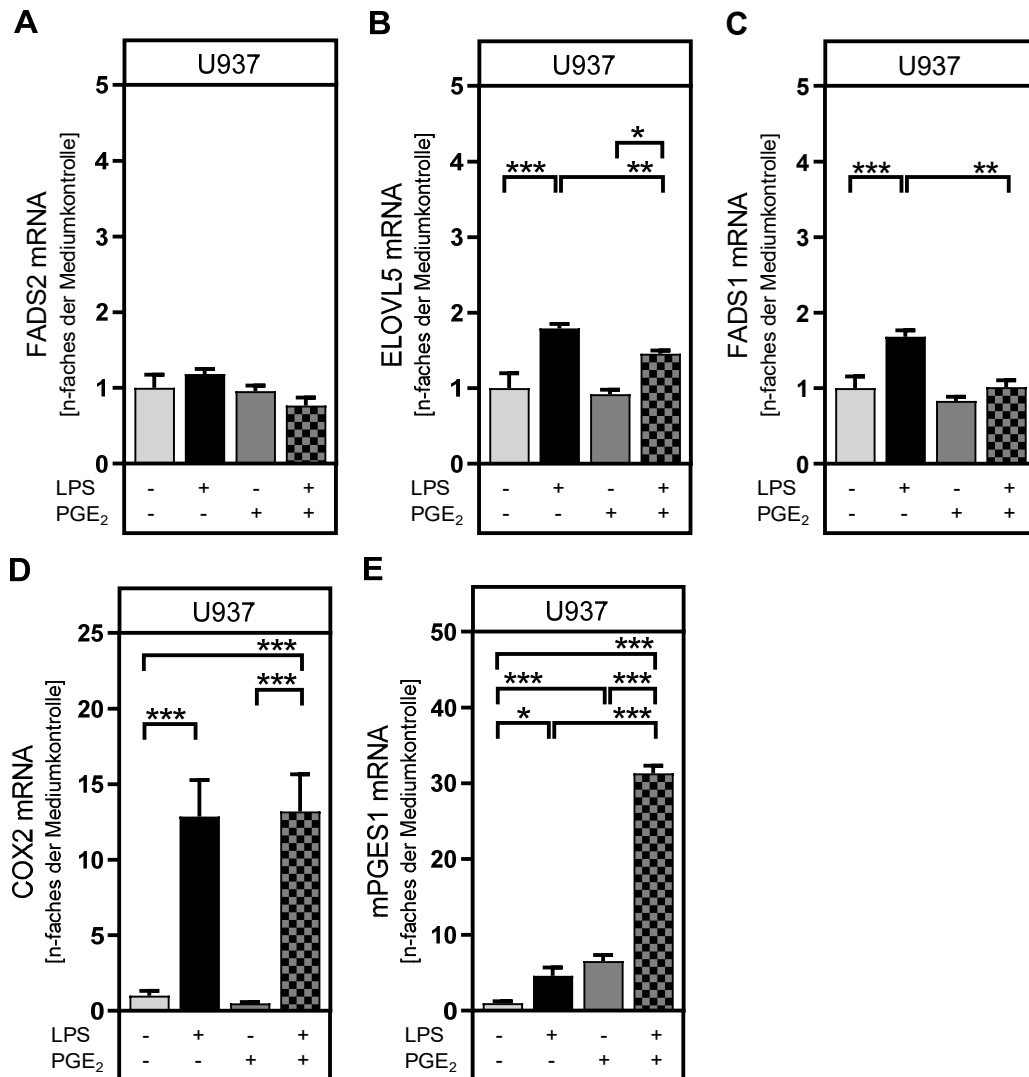 A
U937
FADS2 mRNA
[n-faches der Mediumkontrolle]
5
4
3
2
1
0
LPS - + - +
PGE₂ - - + +
B
U937
ELOVL5 mRNA
[n-faches der Mediumkontrolle]
5
4
3
2
1
0
*
*** **
LPS - + - +
PGE₂ - - + +
C
U937
FADS1 mRNA
[n-faches der Mediumkontrolle]
5
4
3
2
1
0
*** **
LPS - + - +
PGE₂ - - + +
D
U937
COX2 mRNA
[n-faches der Mediumkontrolle]
25
20
15
10
5
0
***
***
***
LPS - + - +
PGE₂ - - + +
E
U937
mPGES1 mRNA
[n-faches der Mediumkontrolle]
50
40
30
20
10
0
***
*** ***
* ***
LPS - + - +
PGE₂ - - + +